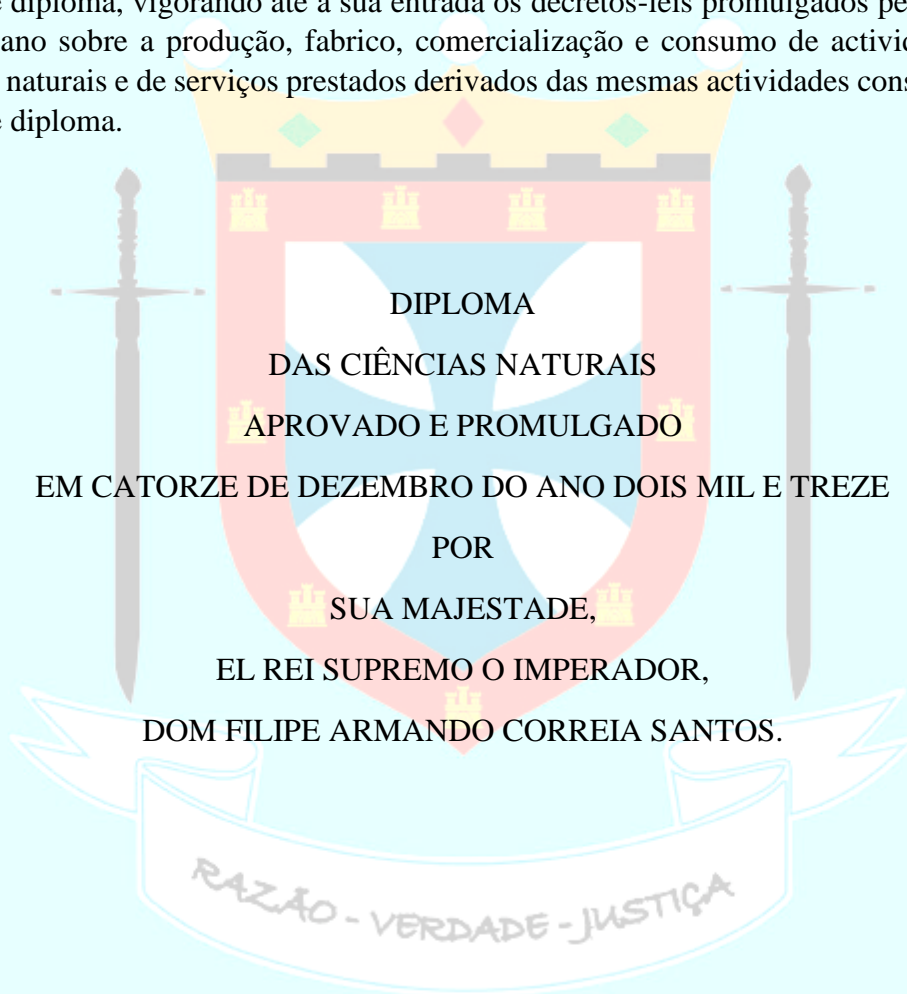 diploma, vigorando até à sua entrada os decretos-leis promulgados
ano sobre a produção, fabrico, comercialização e consumo de
naturais e de serviços prestados derivados das mesmas actividades
diploma.
DIPLOMA
DAS CIÊNCIAS NATURAIS
APROVADO E PROMULGADO
EM CATORZE DE DEZEMBRO DO ANO DOIS MIL E TREZE
POR
SUA MAJESTADE,
EL REI SUPREMO O IMPERADOR,
DOM FILIPE ARMANDO CORREIA SANTOS.
RAZÃO - VERDADE - JUSTIÇA